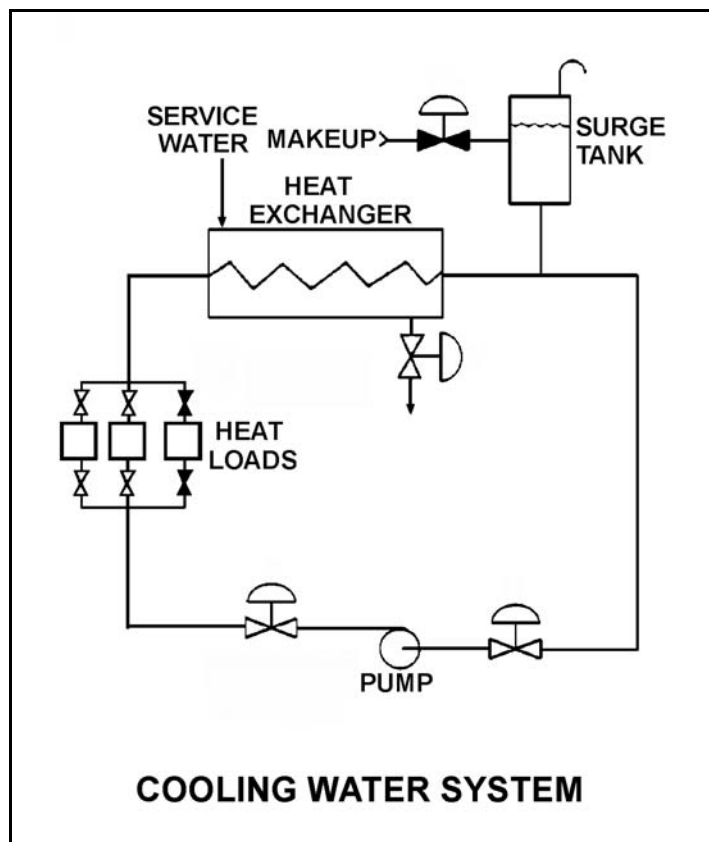 SERVICE
WATER
MAKEUP
SURGE
TANK
HEAT
EXCHANGER
HEAT
LOADS
PUMP
COOLING WATER SYSTEM